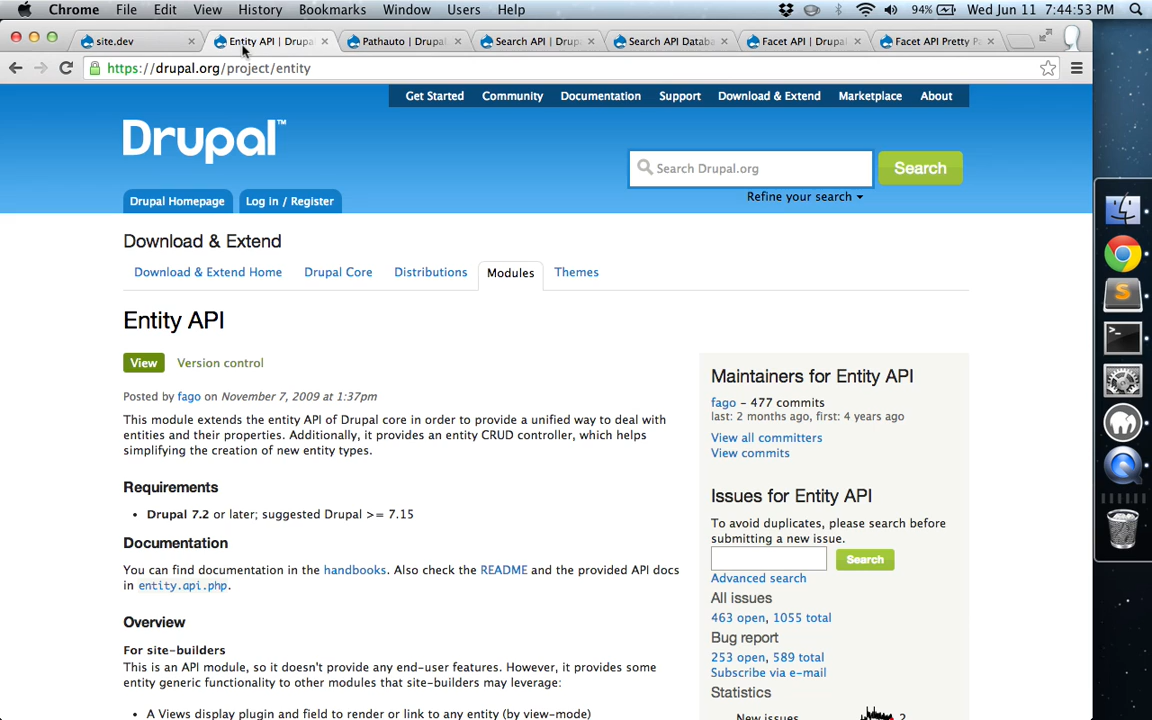 Chrome File Edit View History Bookmarks Window Users Help 94% Wed Jun 11 7:44:53 PM
site.dev Entity API | Drupa Pathauto | Drupal. Search API | Drup Search API Databa Facet API | Drupal Facet API Pretty P
https://drupal.org/project/entity
Get Started Community Documentation Support Download & Extend Marketplace About
Drupal™
Search Drupal.org Search
Refine your search
Drupal Homepage Log in / Register
Download & Extend
Download & Extend Home Drupal Core Distributions Modules Themes
Entity API
View Version control
Posted by fago on November 7, 2009 at 1:37pm
This module extends the entity API of Drupal core in order to provide a unified way to deal with
entities and their properties. Additionally, it provides an entity CRUD controller, which helps
simplifying the creation of new entity types.
Requirements
• Drupal 7.2 or later; suggested Drupal >= 7.15
Documentation
You can find documentation in the handbooks. Also check the README and the provided API docs
in entity.api.php.
Overview
For site-builders
This is an API module, so it doesn't provide any end-user features. However, it provides some
entity generic functionality to other modules that site-builders may leverage:
• A Views display plugin and field to render or link to any entity (by view-mode)
Maintainers for Entity API
fago – 477 commits
last: 2 months ago, first: 4 years ago
View all committers
View commits
Issues for Entity API
To avoid duplicates, please search before
submitting a new issue.
Search
Advanced search
All issues
463 open, 1055 total
Bug report
253 open, 589 total
Subscribe via e-mail
Statistics
New issues 2